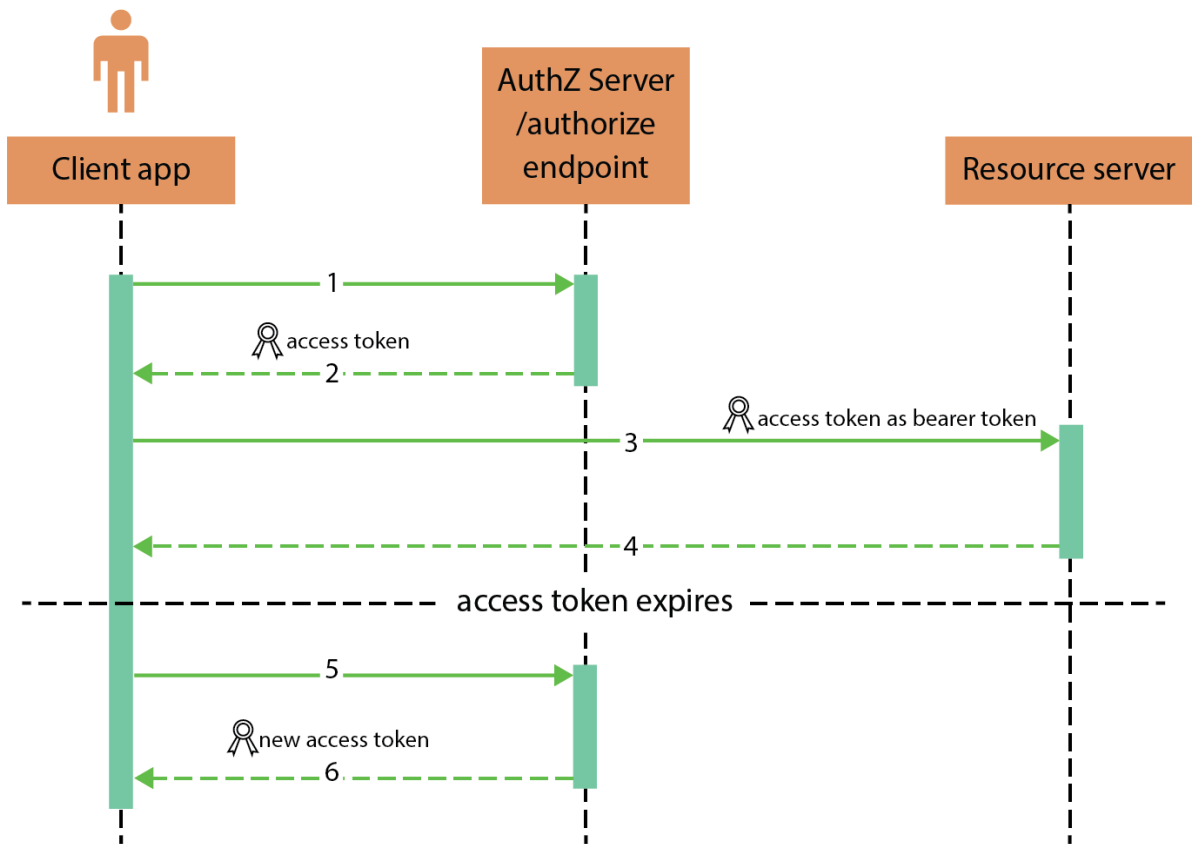 AuthZ Server
/authorize
endpoint
Client app
Resource server
1
access token
2
access token as bearer token
3
4
access token expires
5
new access token
6